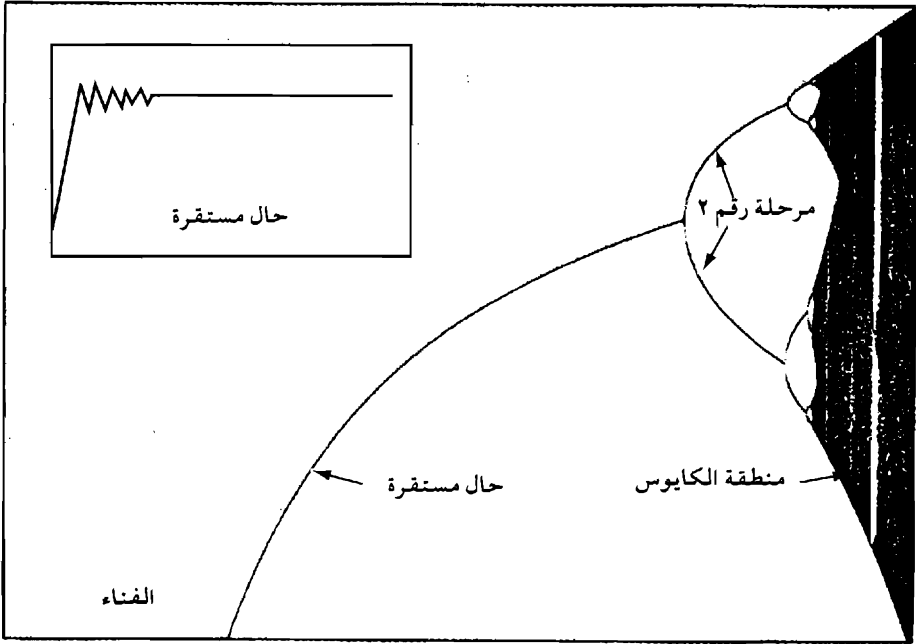 حال مستقرة
مرحلة رقم ٢
منطقة الكايوس
حال مستقرة
الفناء